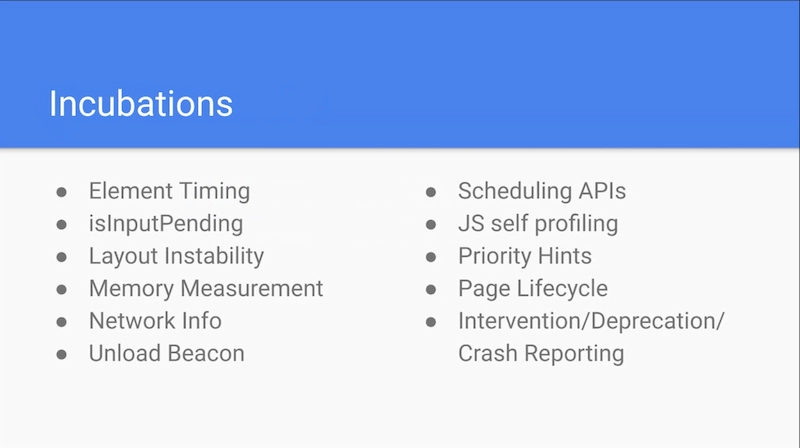 Incubations
● Element Timing
● isInputPending
● Layout Instability
● Memory Measurement
● Network Info
● Unload Beacon
● Scheduling APIs
● JS self profiling
● Priority Hints
● Page Lifecycle
● Intervention/Deprecation/
Crash Reporting